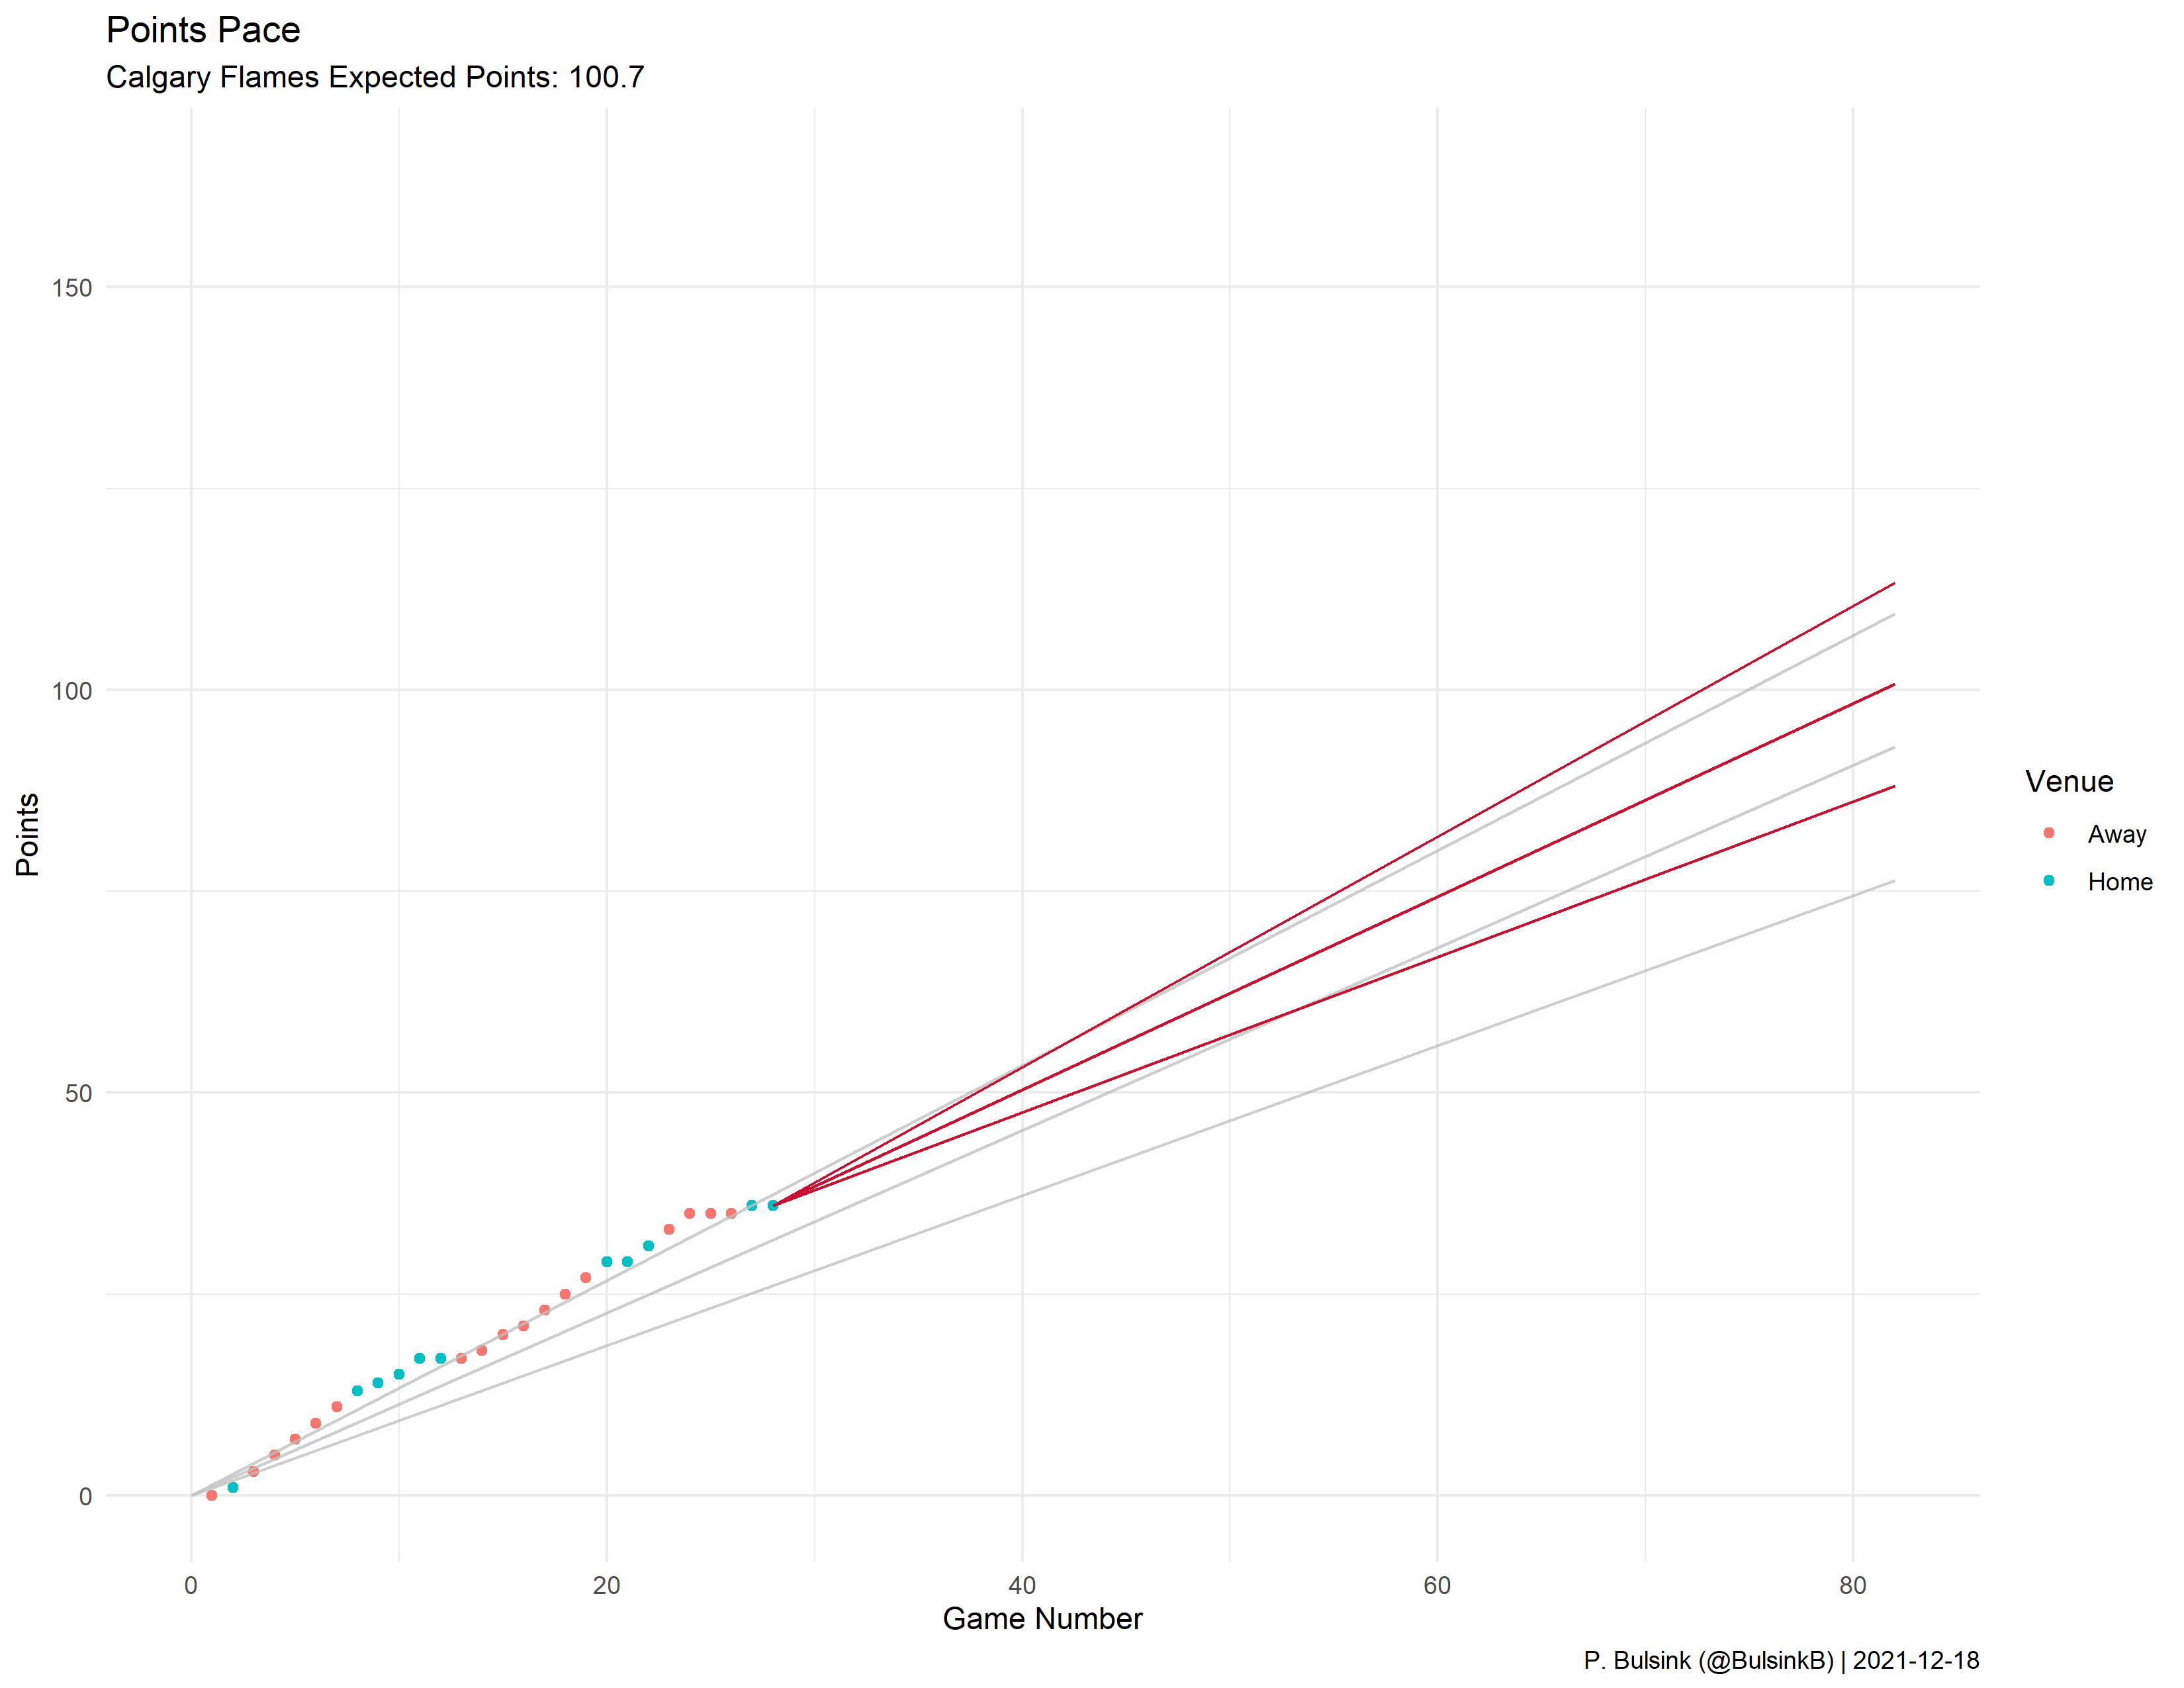 Points Pace
Calgary Flames Expected Points: 100.7
150
100
50
0
Points
0
20
40
60
80
Game Number
Venue
Away
Home
P. Bulsink (@BulsinkB) | 2021-12-18